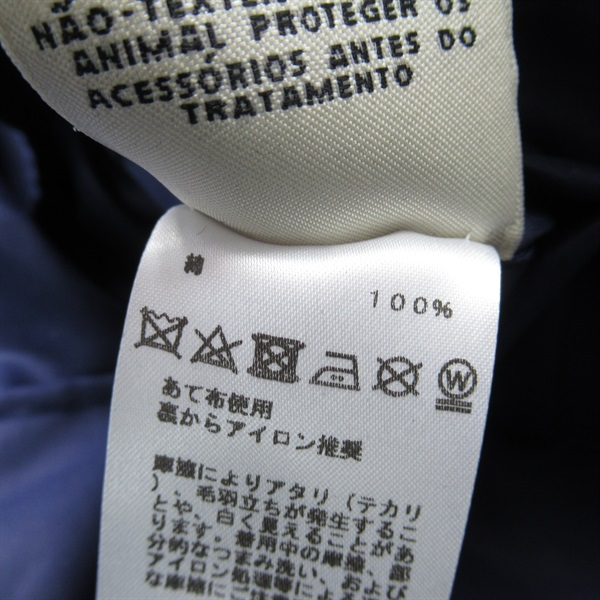 NÃO-TÊXTEIS
ANIMAL PROTEGER OS
ACESSÓRIOS ANTES DO
TRATAMENTO
綿 100%
W
あて布使用
裏からアイロン推奨
摩擦によりアタリ（テカリ
）、毛羽立ちが発生するこ
とや、白く見えることがあ
ります。着用中の摩擦、部
分的なつまみ洗い、および
アイロン処理等による